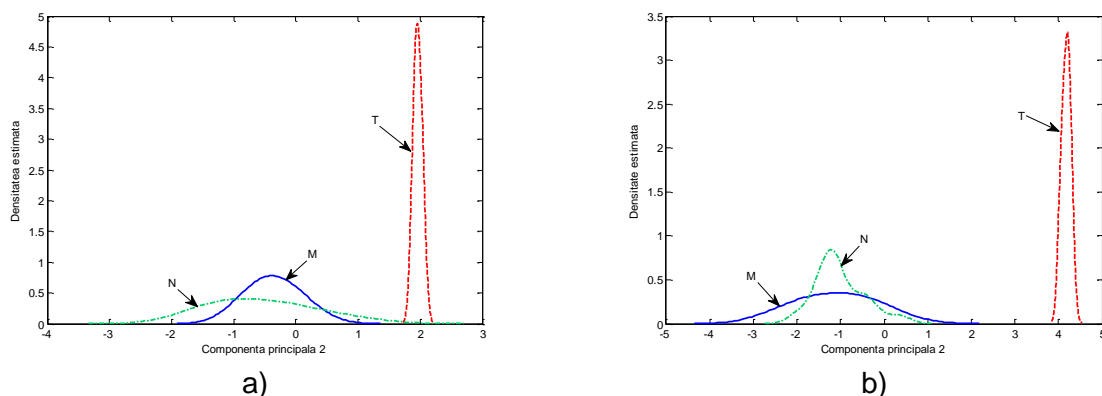 5
4.5
4
3.5
3
2.5
2
1.5
1
0.5
0
-4 -3 -2 -1 0 1 2 3
Densitatea estimata
Componenta principala 2
T
M
N
a)
3.5
3
2.5
2
1.5
1
0.5
0
-5 -4 -3 -2 -1 0 1 2 3 4 5
Densitate estimata
Componenta principala 2
T
N
M
b)